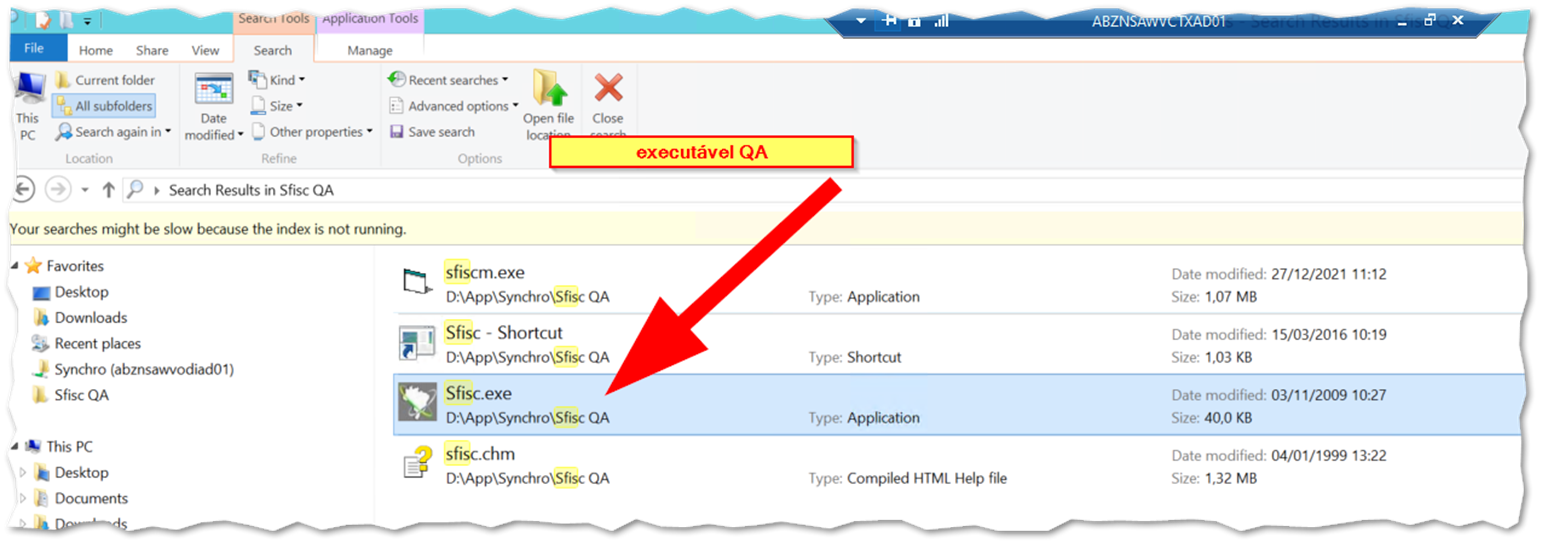 Search Tools
Application Tools
ABZNSAWVCTXAD01
Search Results in Sfisc QA
File
Home
Share
View
Search
Manage
This PC
Current folder
All subfolders
Search again in
Location
Date modified
Kind
Size
Other properties
Refine
Recent searches
Advanced options
Save search
Options
Open file location
Close search
executável QA
Search Results in Sfisc QA
Your searches might be slow because the index is not running.
Favorites
Desktop
Downloads
Recent places
Synchro (abznsawvodiad01)
Sfisc QA
This PC
Desktop
Documents
Downloads
sfiscm.exe
Date modified: 27/12/2021 11:12
D:\App\Synchro\Sfisc QA
Type: Application
Size: 1,07 MB
Sfisc - Shortcut
Date modified: 15/03/2016 10:19
D:\App\Synchro\Sfisc QA
Type: Shortcut
Size: 1,03 KB
Sfisc.exe
Date modified: 03/11/2009 10:27
D:\App\Synchro\Sfisc QA
Type: Application
Size: 40,0 KB
sfisc.chm
Date modified: 04/01/1999 13:22
D:\App\Synchro\Sfisc QA
Type: Compiled HTML Help file
Size: 1,32 MB